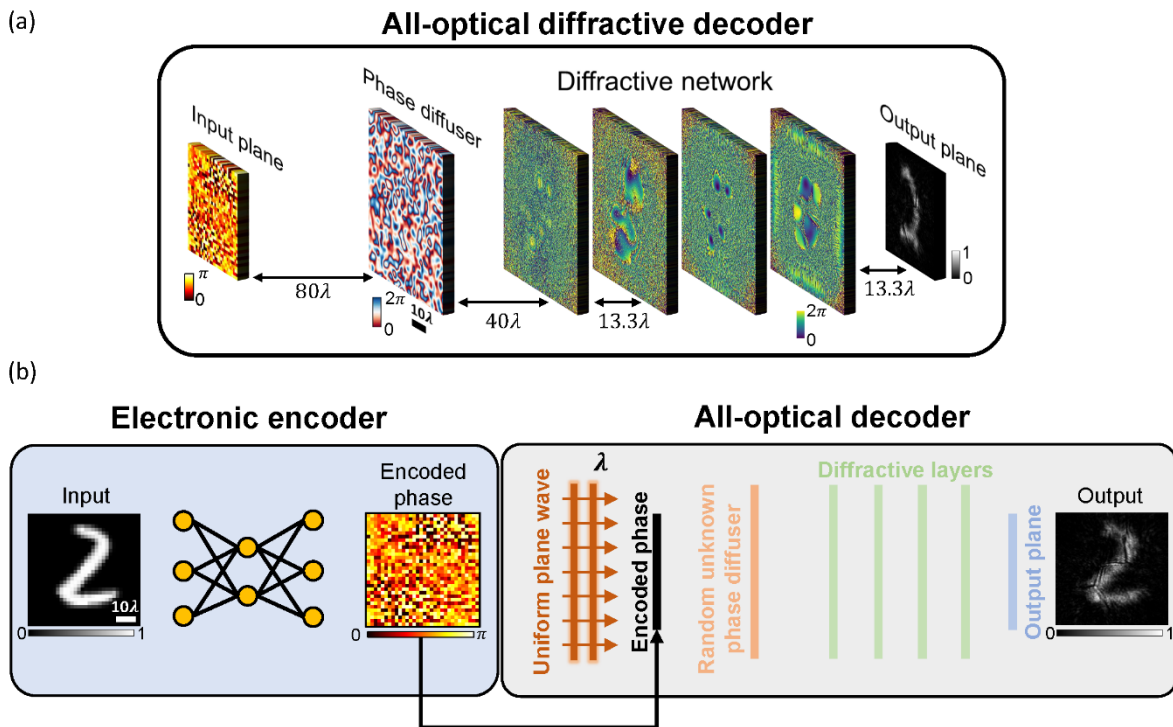 (a)
All-optical diffractive decoder
Input plane
Phase diffuser
Diffractive network
Output plane
π
0
80λ
2π
0
10λ
40λ
13.3λ
2π
0
13.3λ
1
0
(b)
Electronic encoder
All-optical decoder
Input
10λ
0
1
Encoded
phase
0
π
λ
Uniform plane wave
Encoded phase
Random unknown
phase diffuser
Diffractive layers
Output plane
Output
0
1